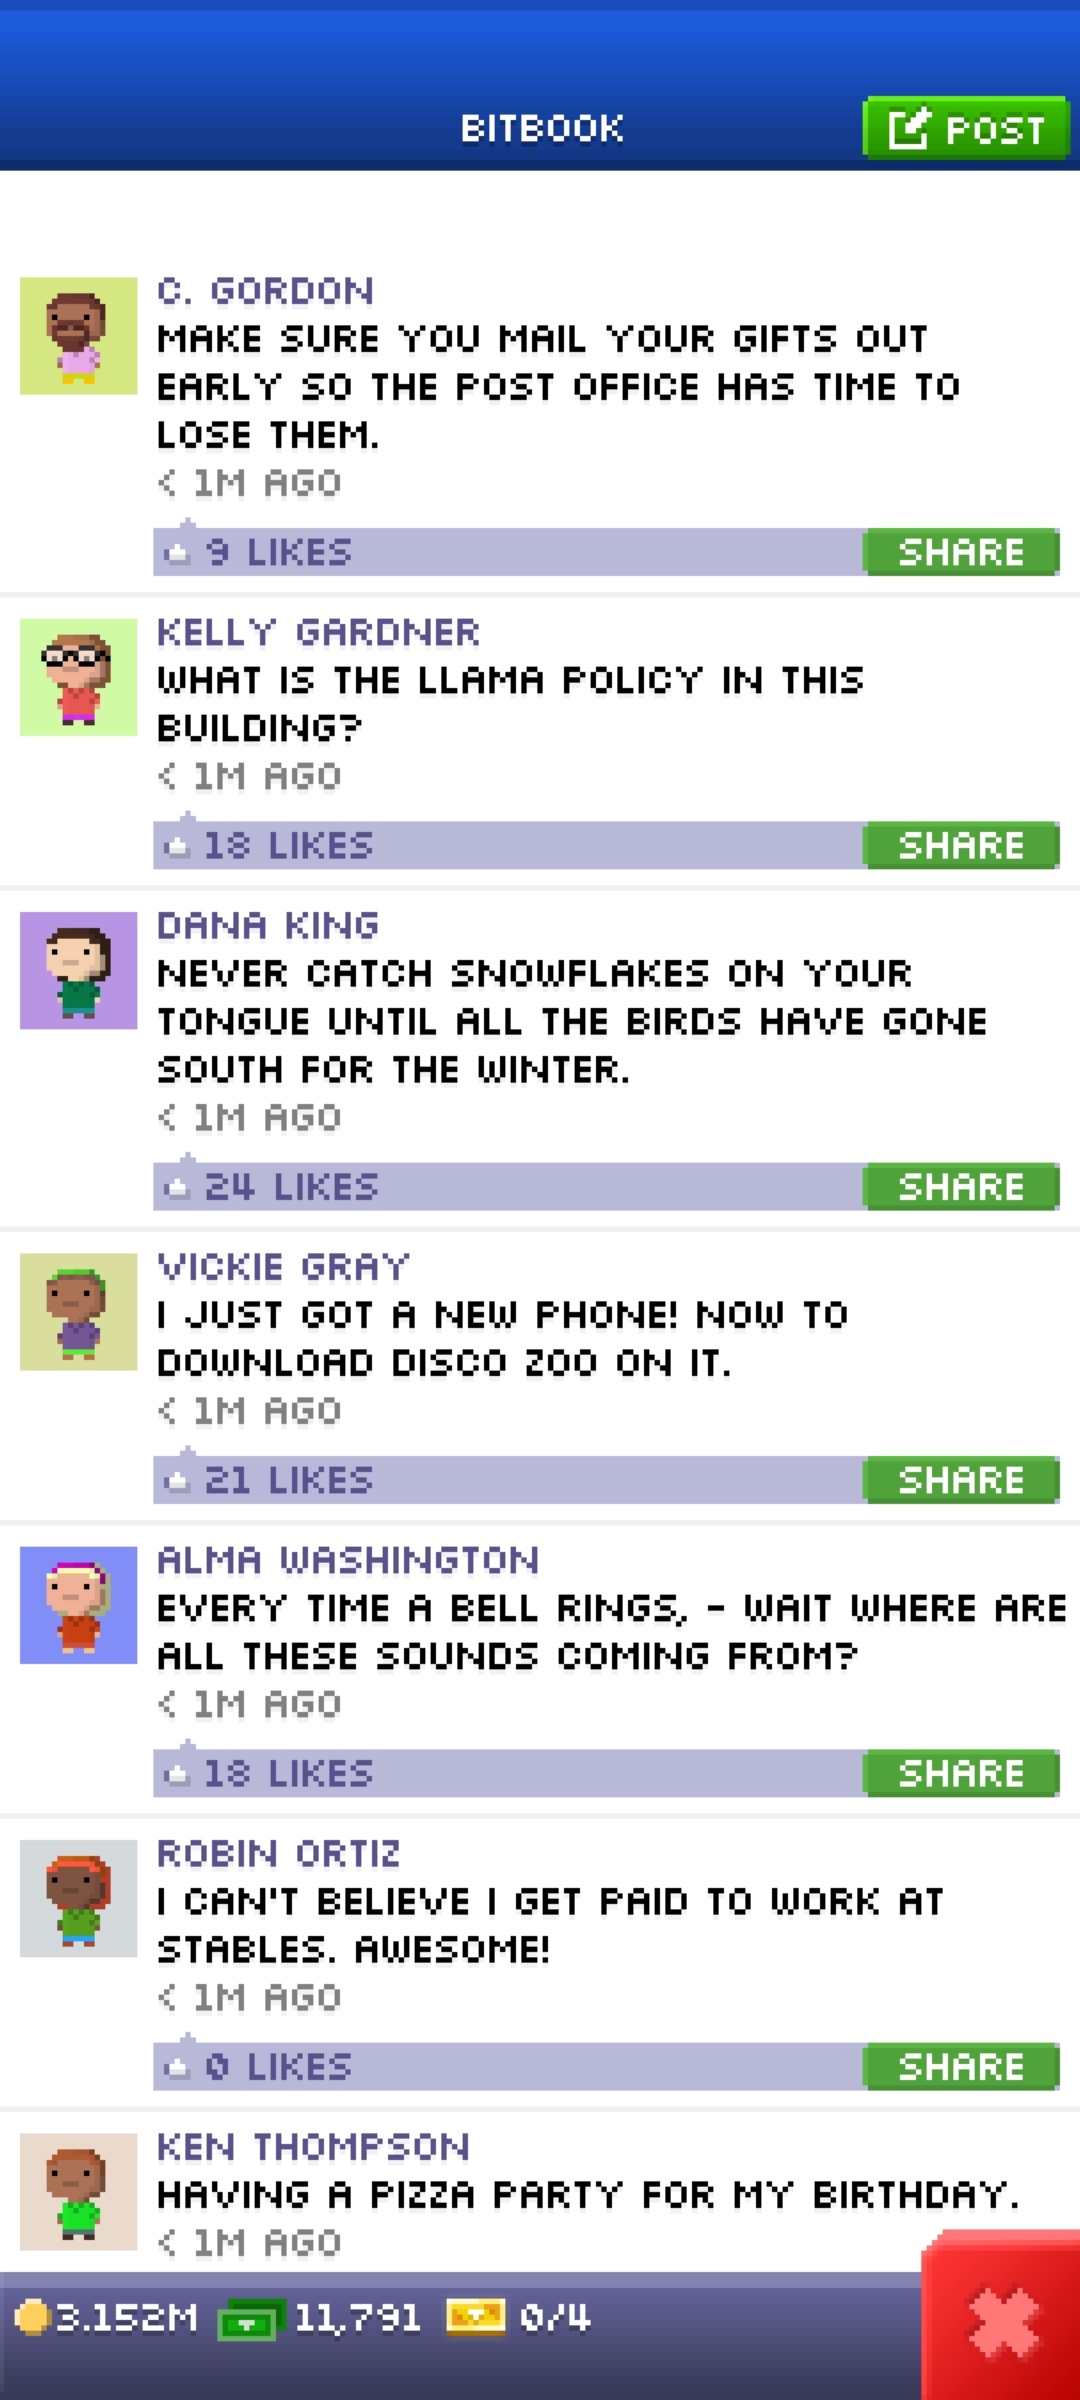 BITBOOK
POST
C. GORDON
MAKE SURE YOU MAIL YOUR GIFTS OUT
EARLY SO THE POST OFFICE HAS TIME TO
LOSE THEM.
< 1M AGO
9 LIKES
SHARE
KELLY GARDNER
WHAT IS THE LLAMA POLICY IN THIS
BUILDING?
< 1M AGO
18 LIKES
SHARE
DANA KING
NEVER CATCH SNOWFLAKES ON YOUR
TONGUE UNTIL ALL THE BIRDS HAVE GONE
SOUTH FOR THE WINTER.
< 1M AGO
24 LIKES
SHARE
VICKIE GRAY
I JUST GOT A NEW PHONE! NOW TO
DOWNLOAD DISCO ZOO ON IT.
< 1M AGO
21 LIKES
SHARE
ALMA WASHINGTON
EVERY TIME A BELL RINGS, - WAIT WHERE ARE
ALL THESE SOUNDS COMING FROM?
< 1M AGO
18 LIKES
SHARE
ROBIN ORTIZ
I CAN'T BELIEVE I GET PAID TO WORK AT
STABLES. AWESOME!
< 1M AGO
0 LIKES
SHARE
KEN THOMPSON
HAVING A PIZZA PARTY FOR MY BIRTHDAY.
< 1M AGO
3.152M
11,791
0/4